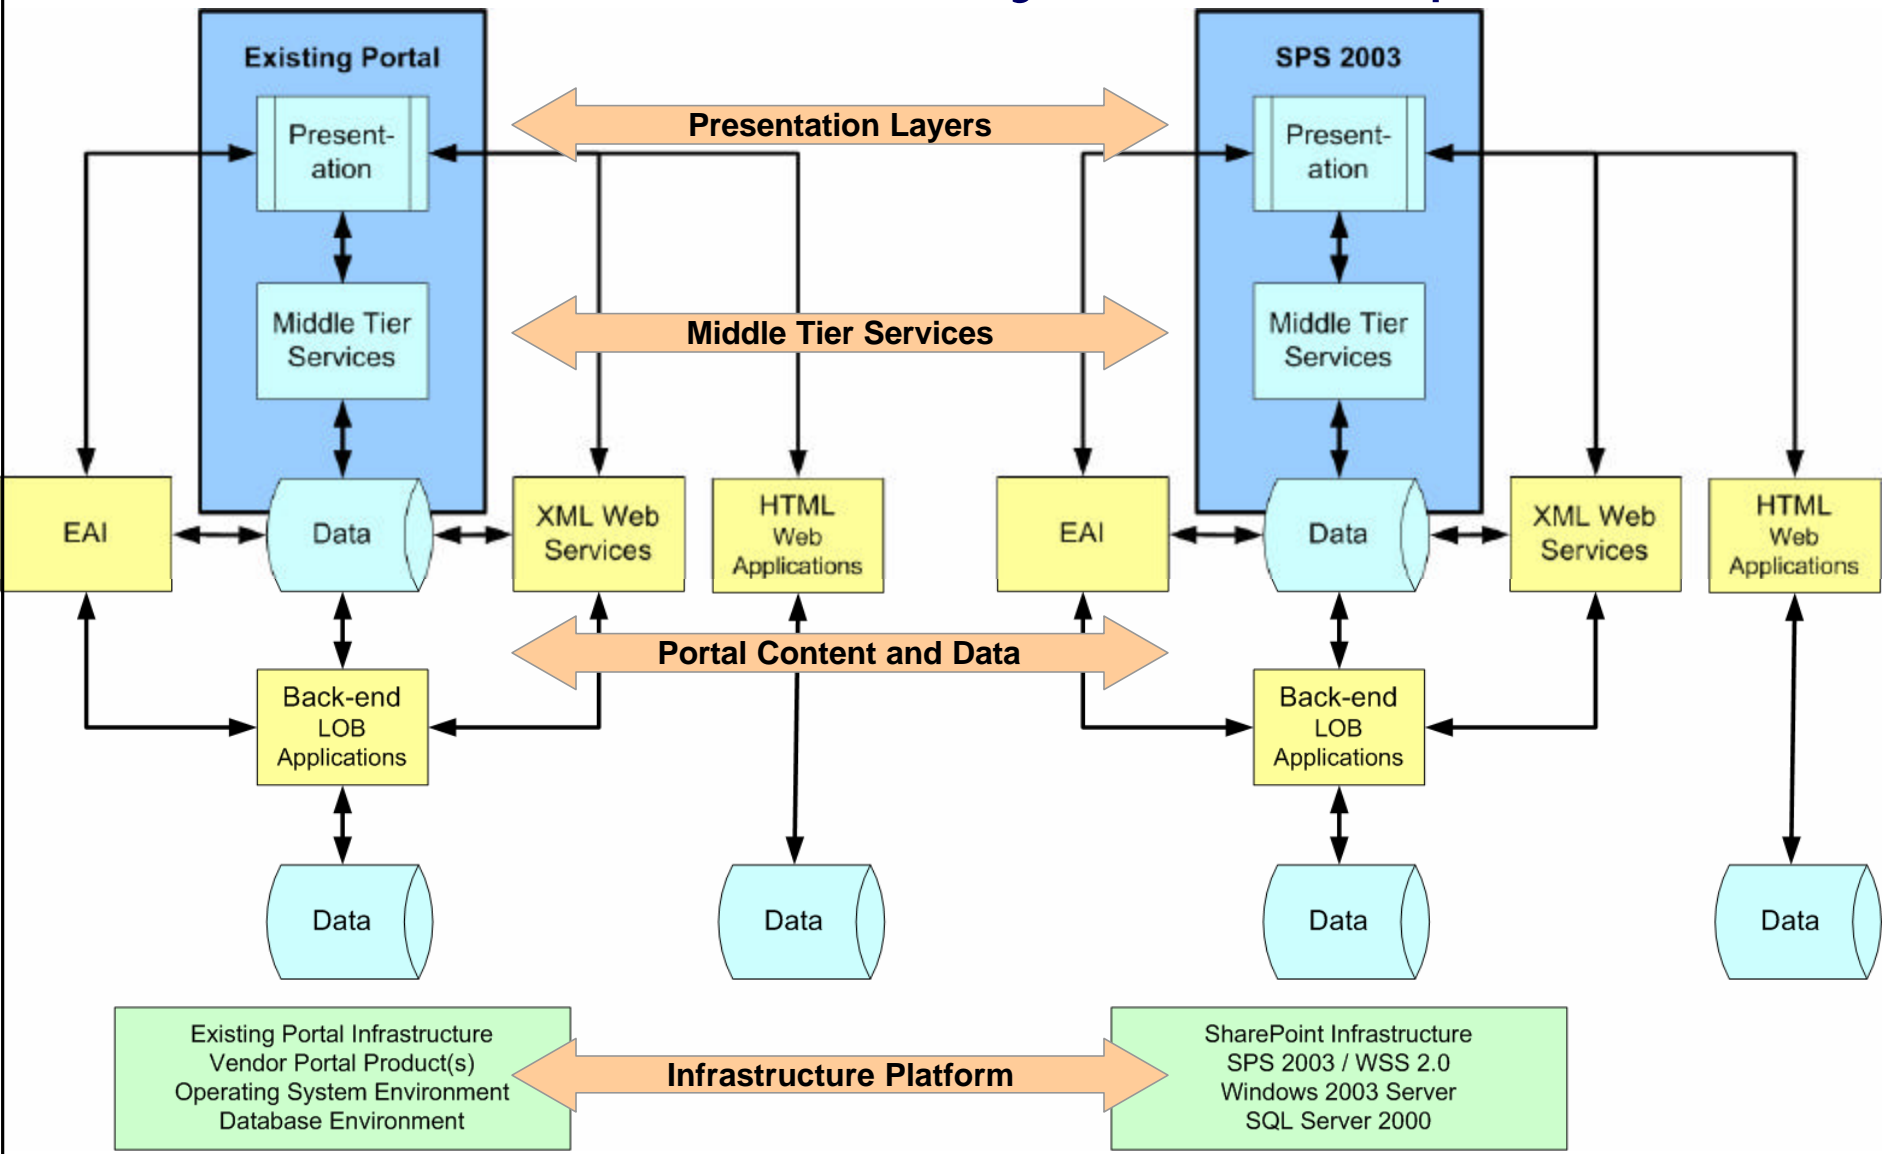 Existing Portal
SPS 2003
Present-
ation
Presentation Layers
Present-
ation
Middle Tier
Services
Middle Tier Services
Middle Tier
Services
EAI
Data
XML Web
Services
HTML
Web
Applications
EAI
Data
XML Web
Services
HTML
Web
Applications
Portal Content and Data
Back-end
LOB
Applications
Back-end
LOB
Applications
Data
Data
Data
Data
Existing Portal Infrastructure
Vendor Portal Product(s)
Operating System Environment
Database Environment
Infrastructure Platform
SharePoint Infrastructure
SPS 2003 / WSS 2.0
Windows 2003 Server
SQL Server 2000